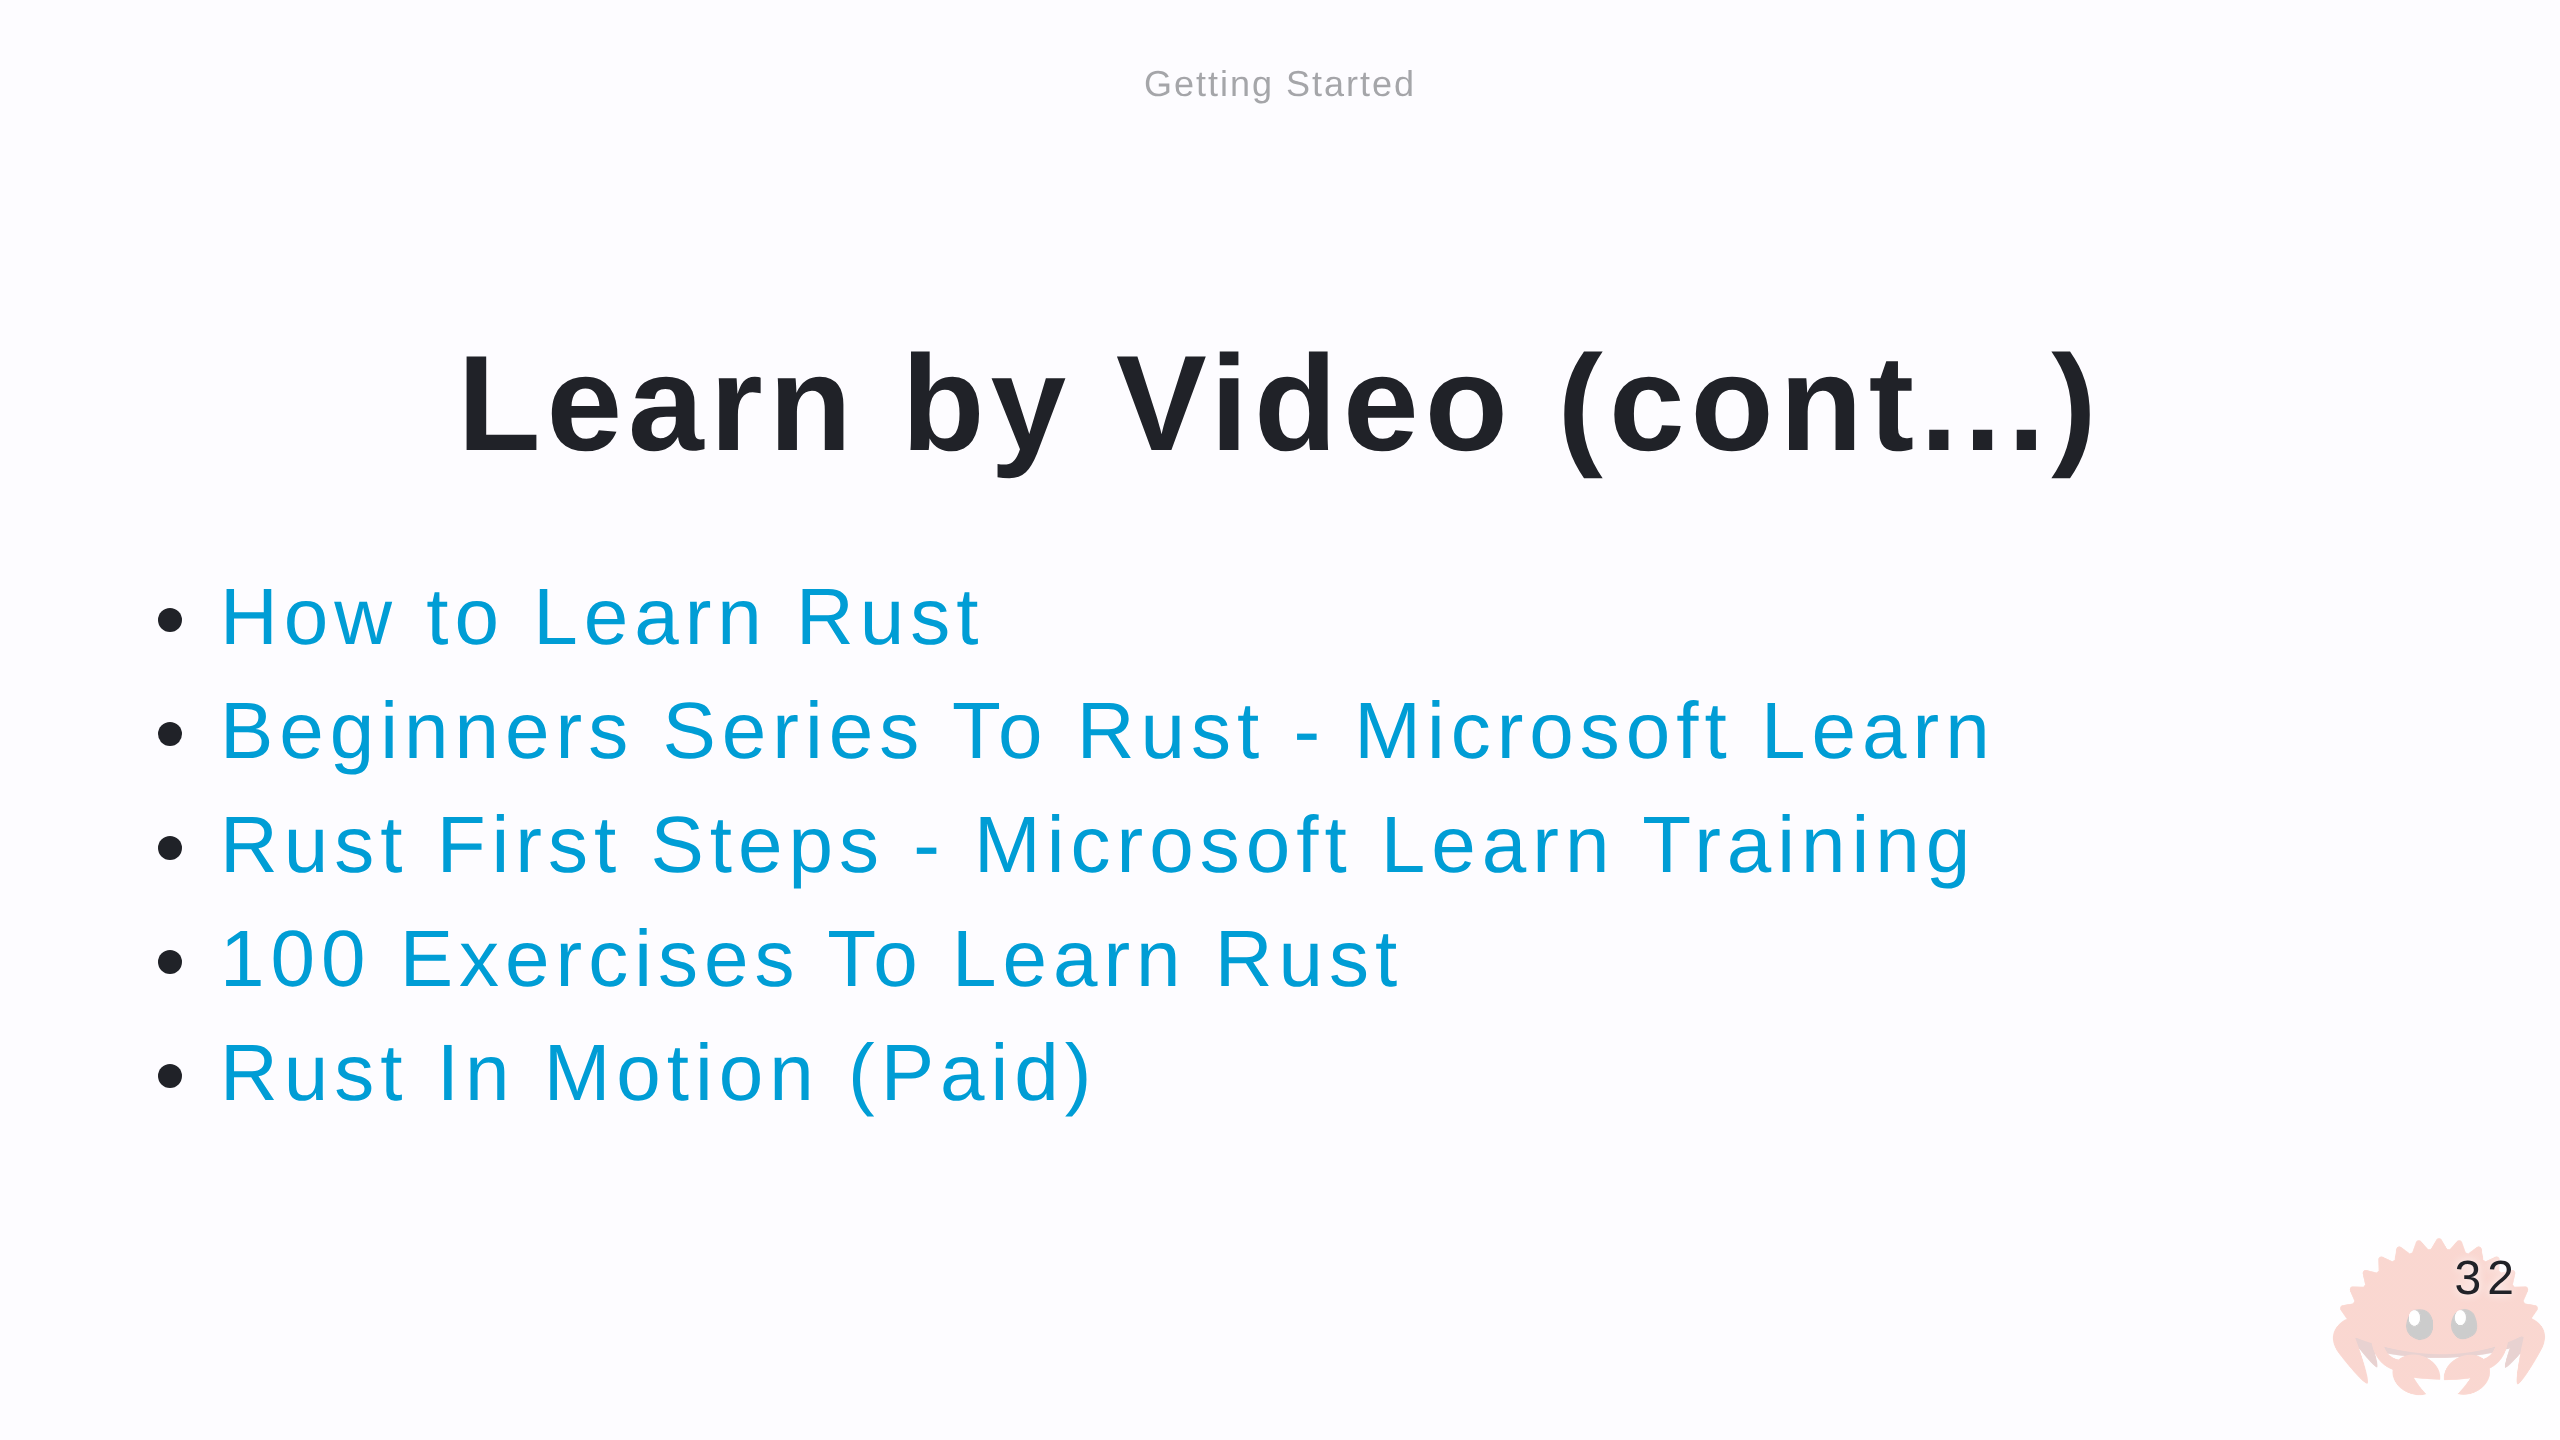 Getting Started
Learn by Video (cont...)
How to Learn Rust
Beginners Series To Rust - Microsoft Learn
Rust First Steps - Microsoft Learn Training
100 Exercises To Learn Rust
Rust In Motion (Paid)
32